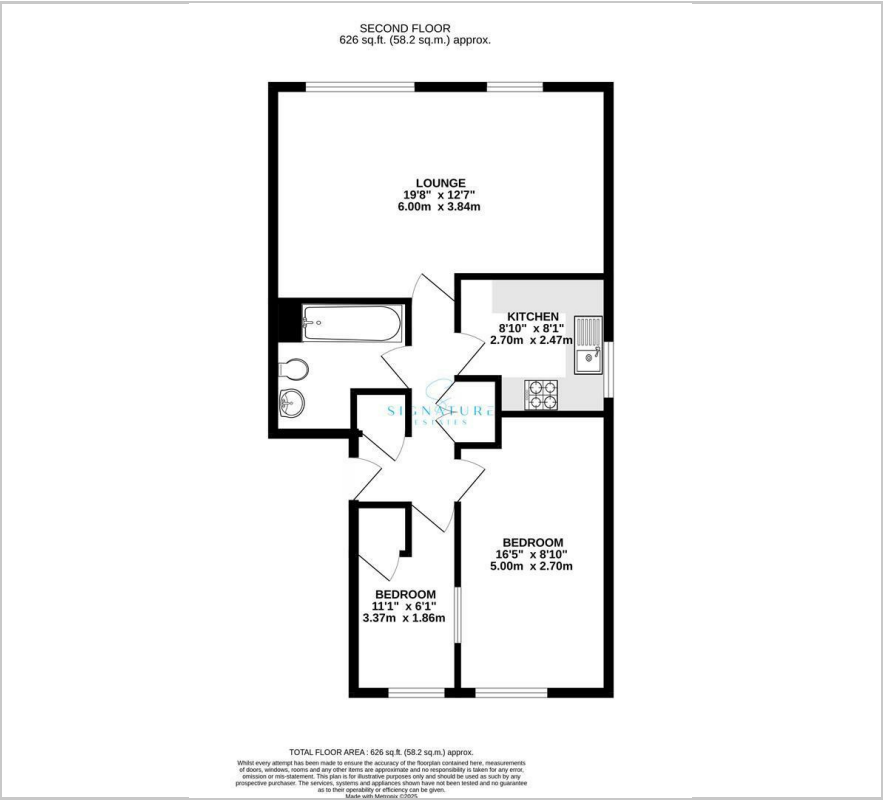 SECOND FLOOR
626 sq.ft. (58.2 sq.m.) approx.
LOUNGE
19'8" x 12'7"
6.00m x 3.84m
KITCHEN
8'10" x 8'1"
2.70m x 2.47m
SIGNATURE
ESTATES
BEDROOM
16'5" x 8'10"
5.00m x 2.70m
BEDROOM
11'1" x 6'1"
3.37m x 1.86m
TOTAL FLOOR AREA : 626 sq.ft. (58.2 sq.m.) approx.
Whilst every attempt has been made to ensure the accuracy of the floorplan contained here, measurements
of doors, windows, rooms and any other items are approximate and no responsibility is taken for any error,
omission or mis-statement. This plan is for illustrative purposes only and should be used as such by any
prospective purchaser. The services, systems and appliances shown have not been tested and no guarantee
as to their operability or efficiency can be given.
Made with Metropix ©2025